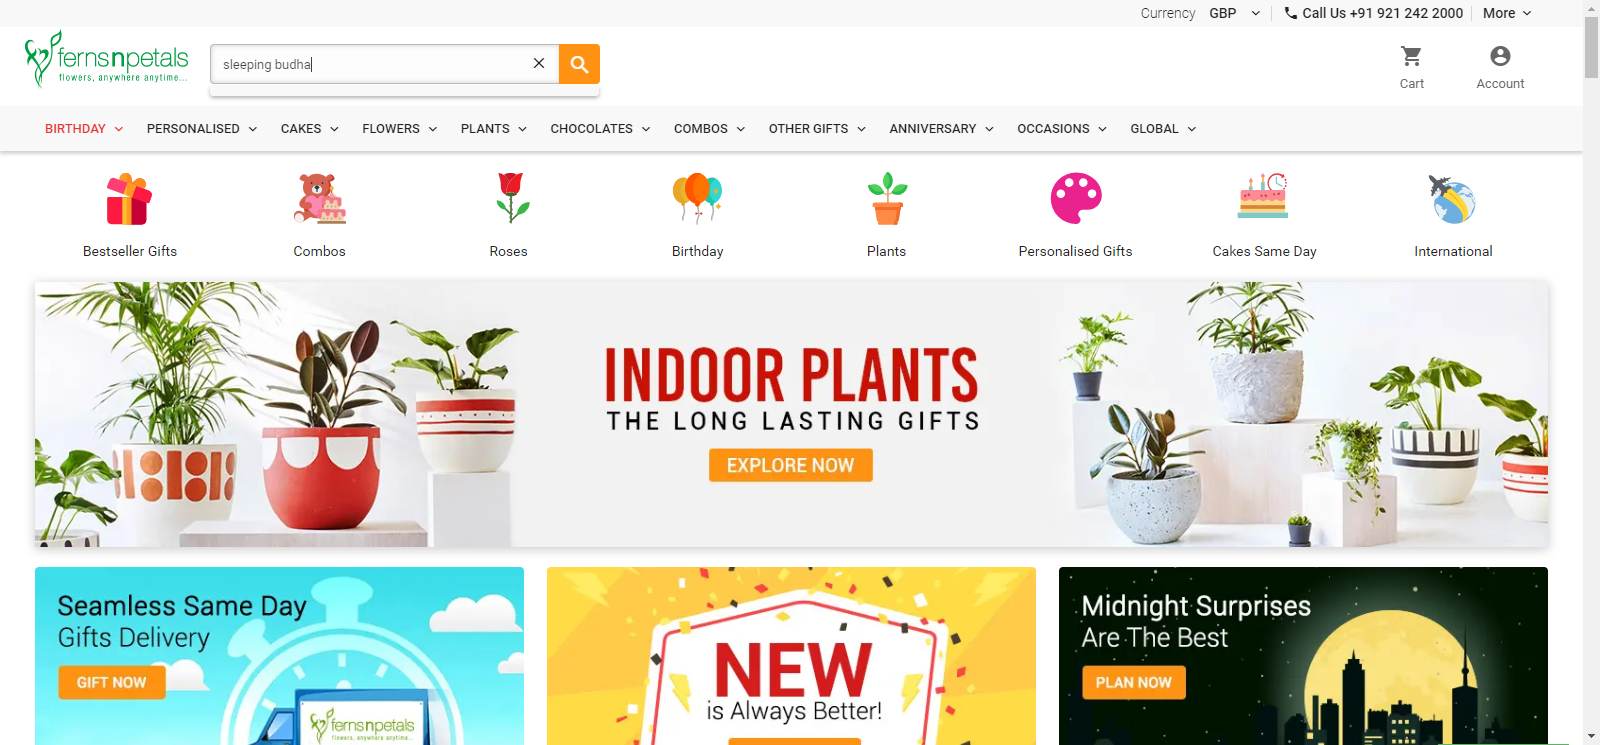 Currency GBP Call Us +91 921 242 2000 More
fernsnpetals
flowers, anywhere anytime...
sleeping budha
Cart
Account
BIRTHDAY PERSONALISED CAKES FLOWERS PLANTS CHOCOLATES COMBOS OTHER GIFTS ANNIVERSARY OCCASIONS GLOBAL
Bestseller Gifts Combos Roses Birthday Plants Personalised Gifts Cakes Same Day International
INDOOR PLANTS
THE LONG LASTING GIFTS
EXPLORE NOW
Seamless Same Day
Gifts Delivery
GIFT NOW
fernsnpetals
flowers, anywhere anytime...
NEW
is Always Better!
Midnight Surprises
Are The Best
PLAN NOW